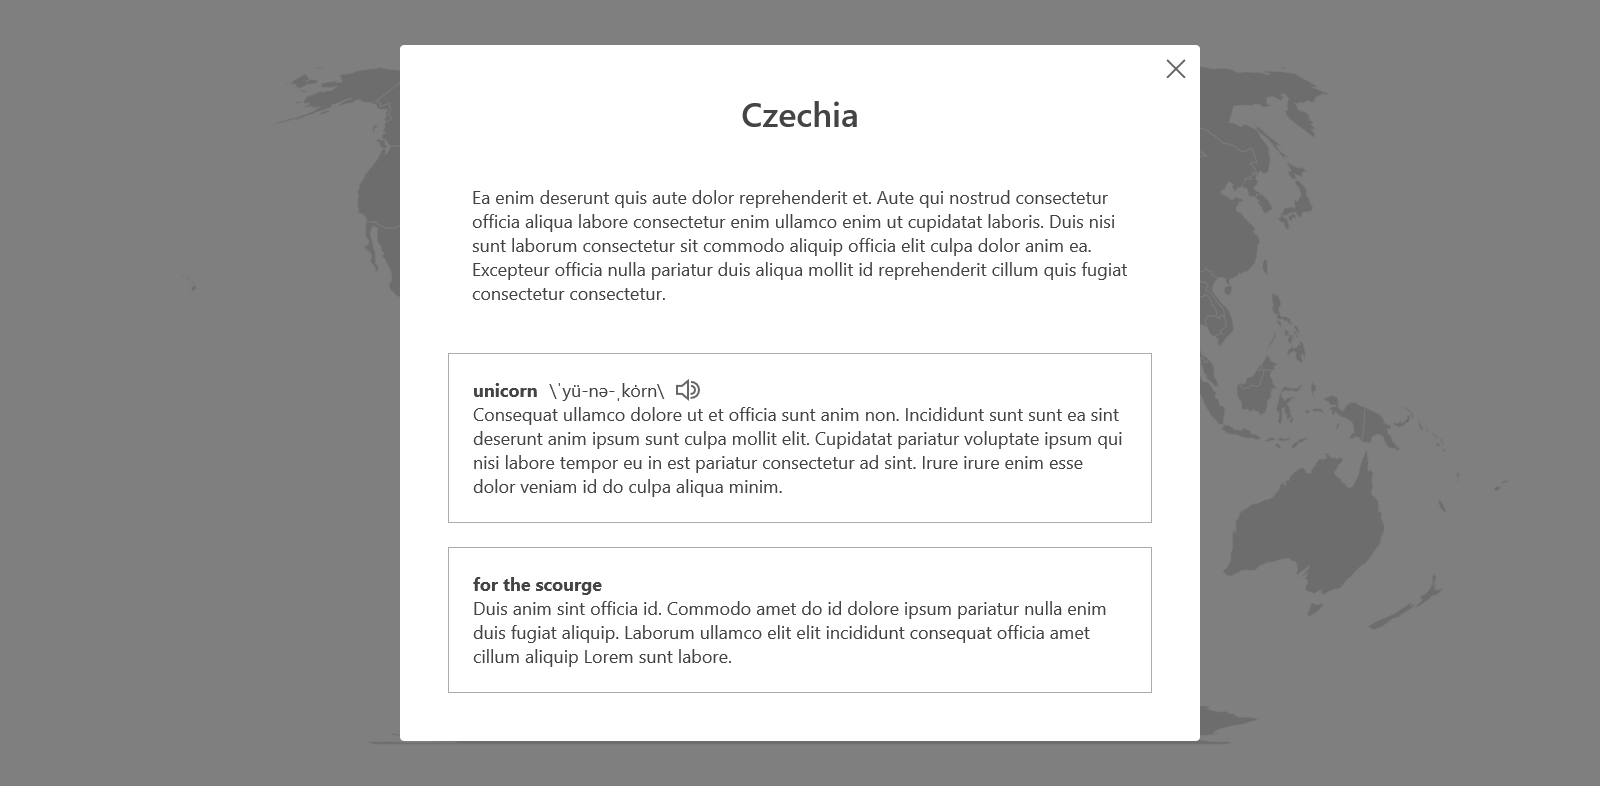 Czechia
Ea enim deserunt quis aute dolor reprehenderit et. Aute qui nostrud consectetur
officia aliqua labore consectetur enim ullamco enim ut cupidatat laboris. Duis nisi
sunt laborum consectetur sit commodo aliquip officia elit culpa dolor anim ea.
Excepteur officia nulla pariatur duis aliqua mollit id reprehenderit cillum quis fugiat
consectetur consectetur.
unicorn \ˈyü-nə-ˌkȯrn\
Consequat ullamco dolore ut et officia sunt anim non. Incididunt sunt sunt ea sint
deserunt anim ipsum sunt culpa mollit elit. Cupidatat pariatur voluptate ipsum qui
nisi labore tempor eu in est pariatur consectetur ad sint. Irure irure enim esse
dolor veniam id do culpa aliqua minim.
for the scourge
Duis anim sint officia id. Commodo amet do id dolore ipsum pariatur nulla enim
duis fugiat aliquip. Laborum ullamco elit elit incididunt consequat officia amet
cillum aliquip Lorem sunt labore.